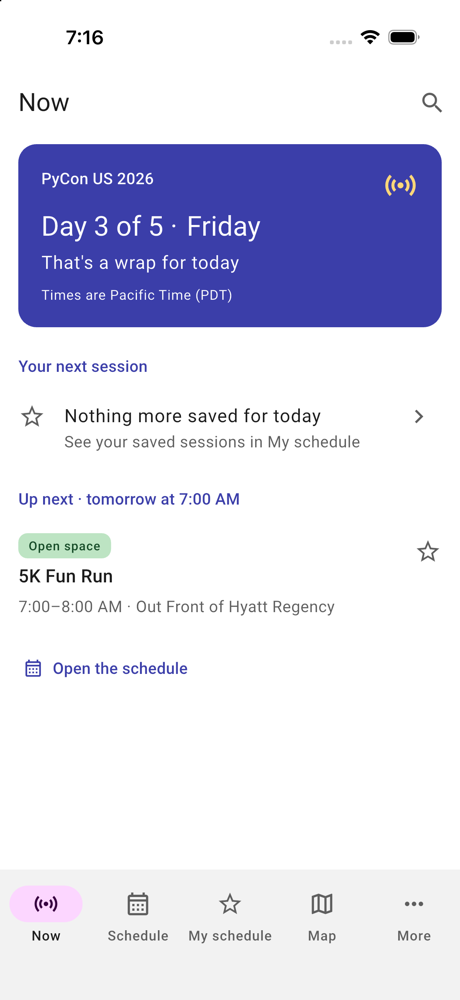 7:16
Now
PyCon US 2026
Day 3 of 5 · Friday
That's a wrap for today
Times are Pacific Time (PDT)
Your next session
Nothing more saved for today
See your saved sessions in My schedule
Up next · tomorrow at 7:00 AM
Open space
5K Fun Run
7:00–8:00 AM · Out Front of Hyatt Regency
Open the schedule
Now
Schedule
My schedule
Map
More